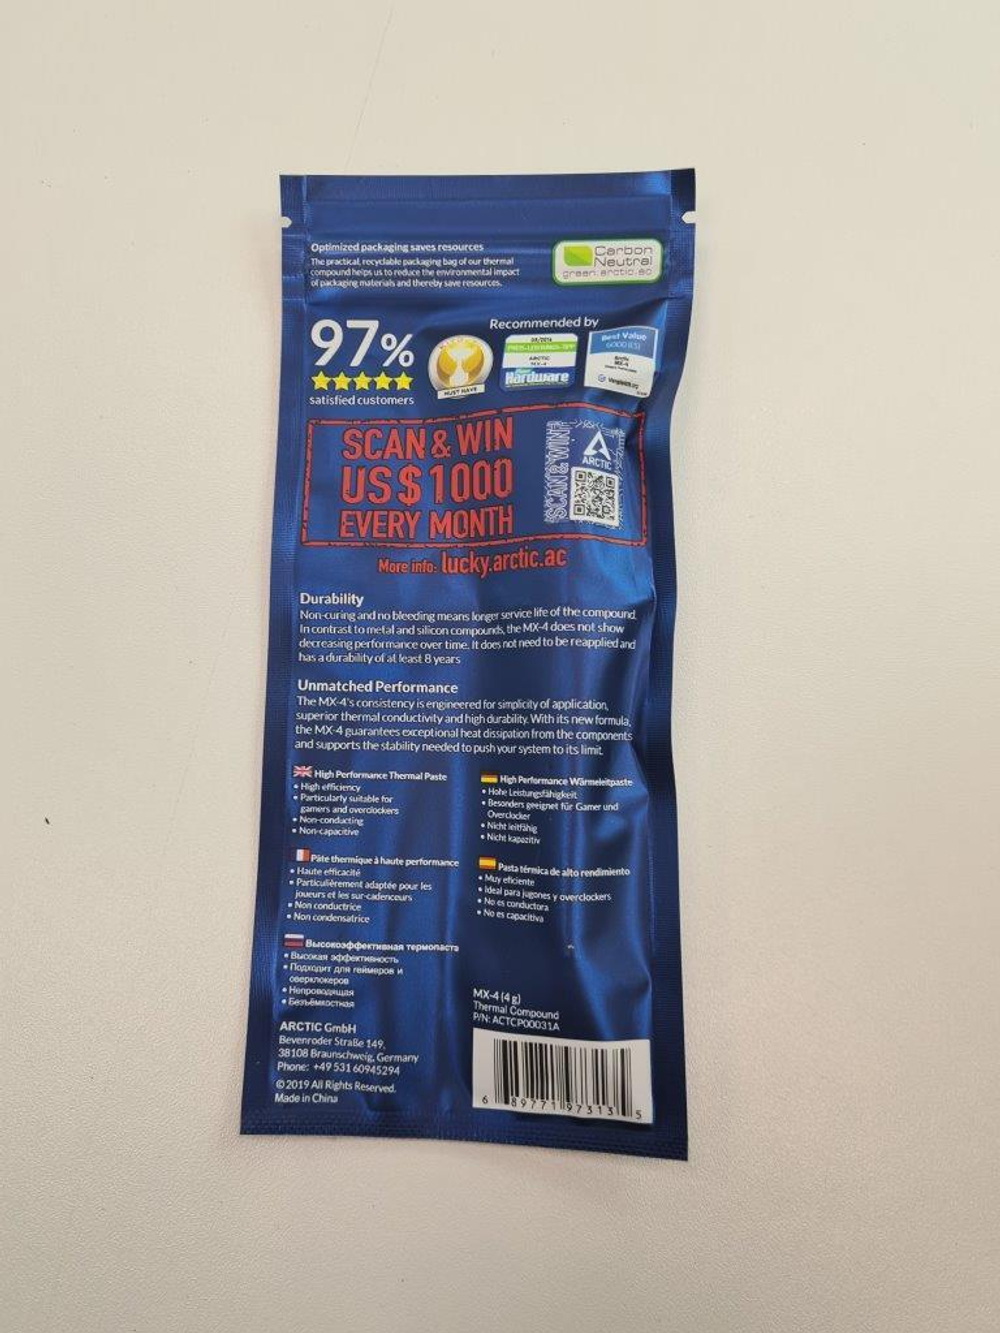 Optimized packaging saves resources
The practical, recyclable packaging bag of our thermal
compound helps us to reduce the environmental impact
of packaging materials and thereby save resources.
Carbon
Neutral
green.arctic.ac
97%
satisfied customers
Recommended by
MUST HAVE
ARCTIC
MX-4
Hardware
Best Value
Arctic
MX-4
SCAN & WIN
US$1000
EVERY MONTH
SCAN & WIN!
ARCTIC
More info: lucky.arctic.ac
Durability
Non-curing and no bleeding means longer service life of the compound.
In contrast to metal and silicon compounds, the MX-4 does not show
decreasing performance over time. It does not need to be reapplied and
has a durability of at least 8 years
Unmatched Performance
The MX-4's consistency is engineered for simplicity of application,
superior thermal conductivity and high durability. With its new formula,
the MX-4 guarantees exceptional heat dissipation from the components
and supports the stability needed to push your system to its limit.
High Performance Thermal Paste
• High efficiency
• Particularly suitable for
gamers and overclockers
• Non-conducting
• Non-capacitive
High Performance Wärmeleitpaste
• Hohe Leistungsfähigkeit
• Besonders geeignet für Gamer und
Overclocker
• Nicht leitfähig
• Nicht kapazitiv
Pâte thermique à haute performance
• Haute efficacité
• Particulièrement adaptée pour les
joueurs et les sur-cadenceurs
• Non conductrice
• Non condensatrice
Pasta térmica de alto rendimiento
• Muy eficiente
• Ideal para jugones y overclockers
• No es conductora
• No es capacitiva
Высокоэффективная термопаста
• Высокая эффективность
• Подходит для геймеров и
оверклокеров
• Непроводящая
• Безъёмкостная
MX-4 (4 g)
Thermal Compound
P/N: ACTCP00031A
ARCTIC GmbH
Bevenroder Straße 149,
38108 Braunschweig, Germany
Phone: +49 531 60945294
© 2019 All Rights Reserved.
Made in China
6 89771 97313 5